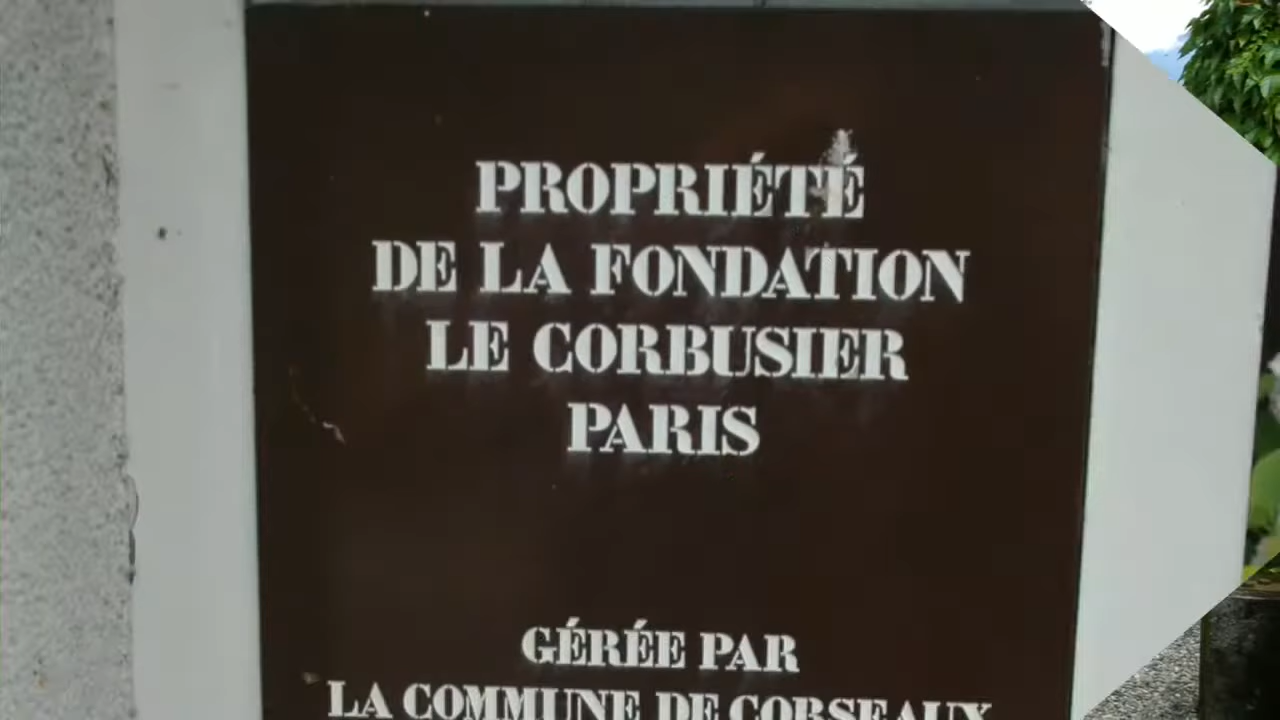 PROPRIÉTÉ
DE LA FONDATION
LE CORBUSIER
PARIS
GÉRÉE PAR
LA COMMUNE DE CORSEAUX